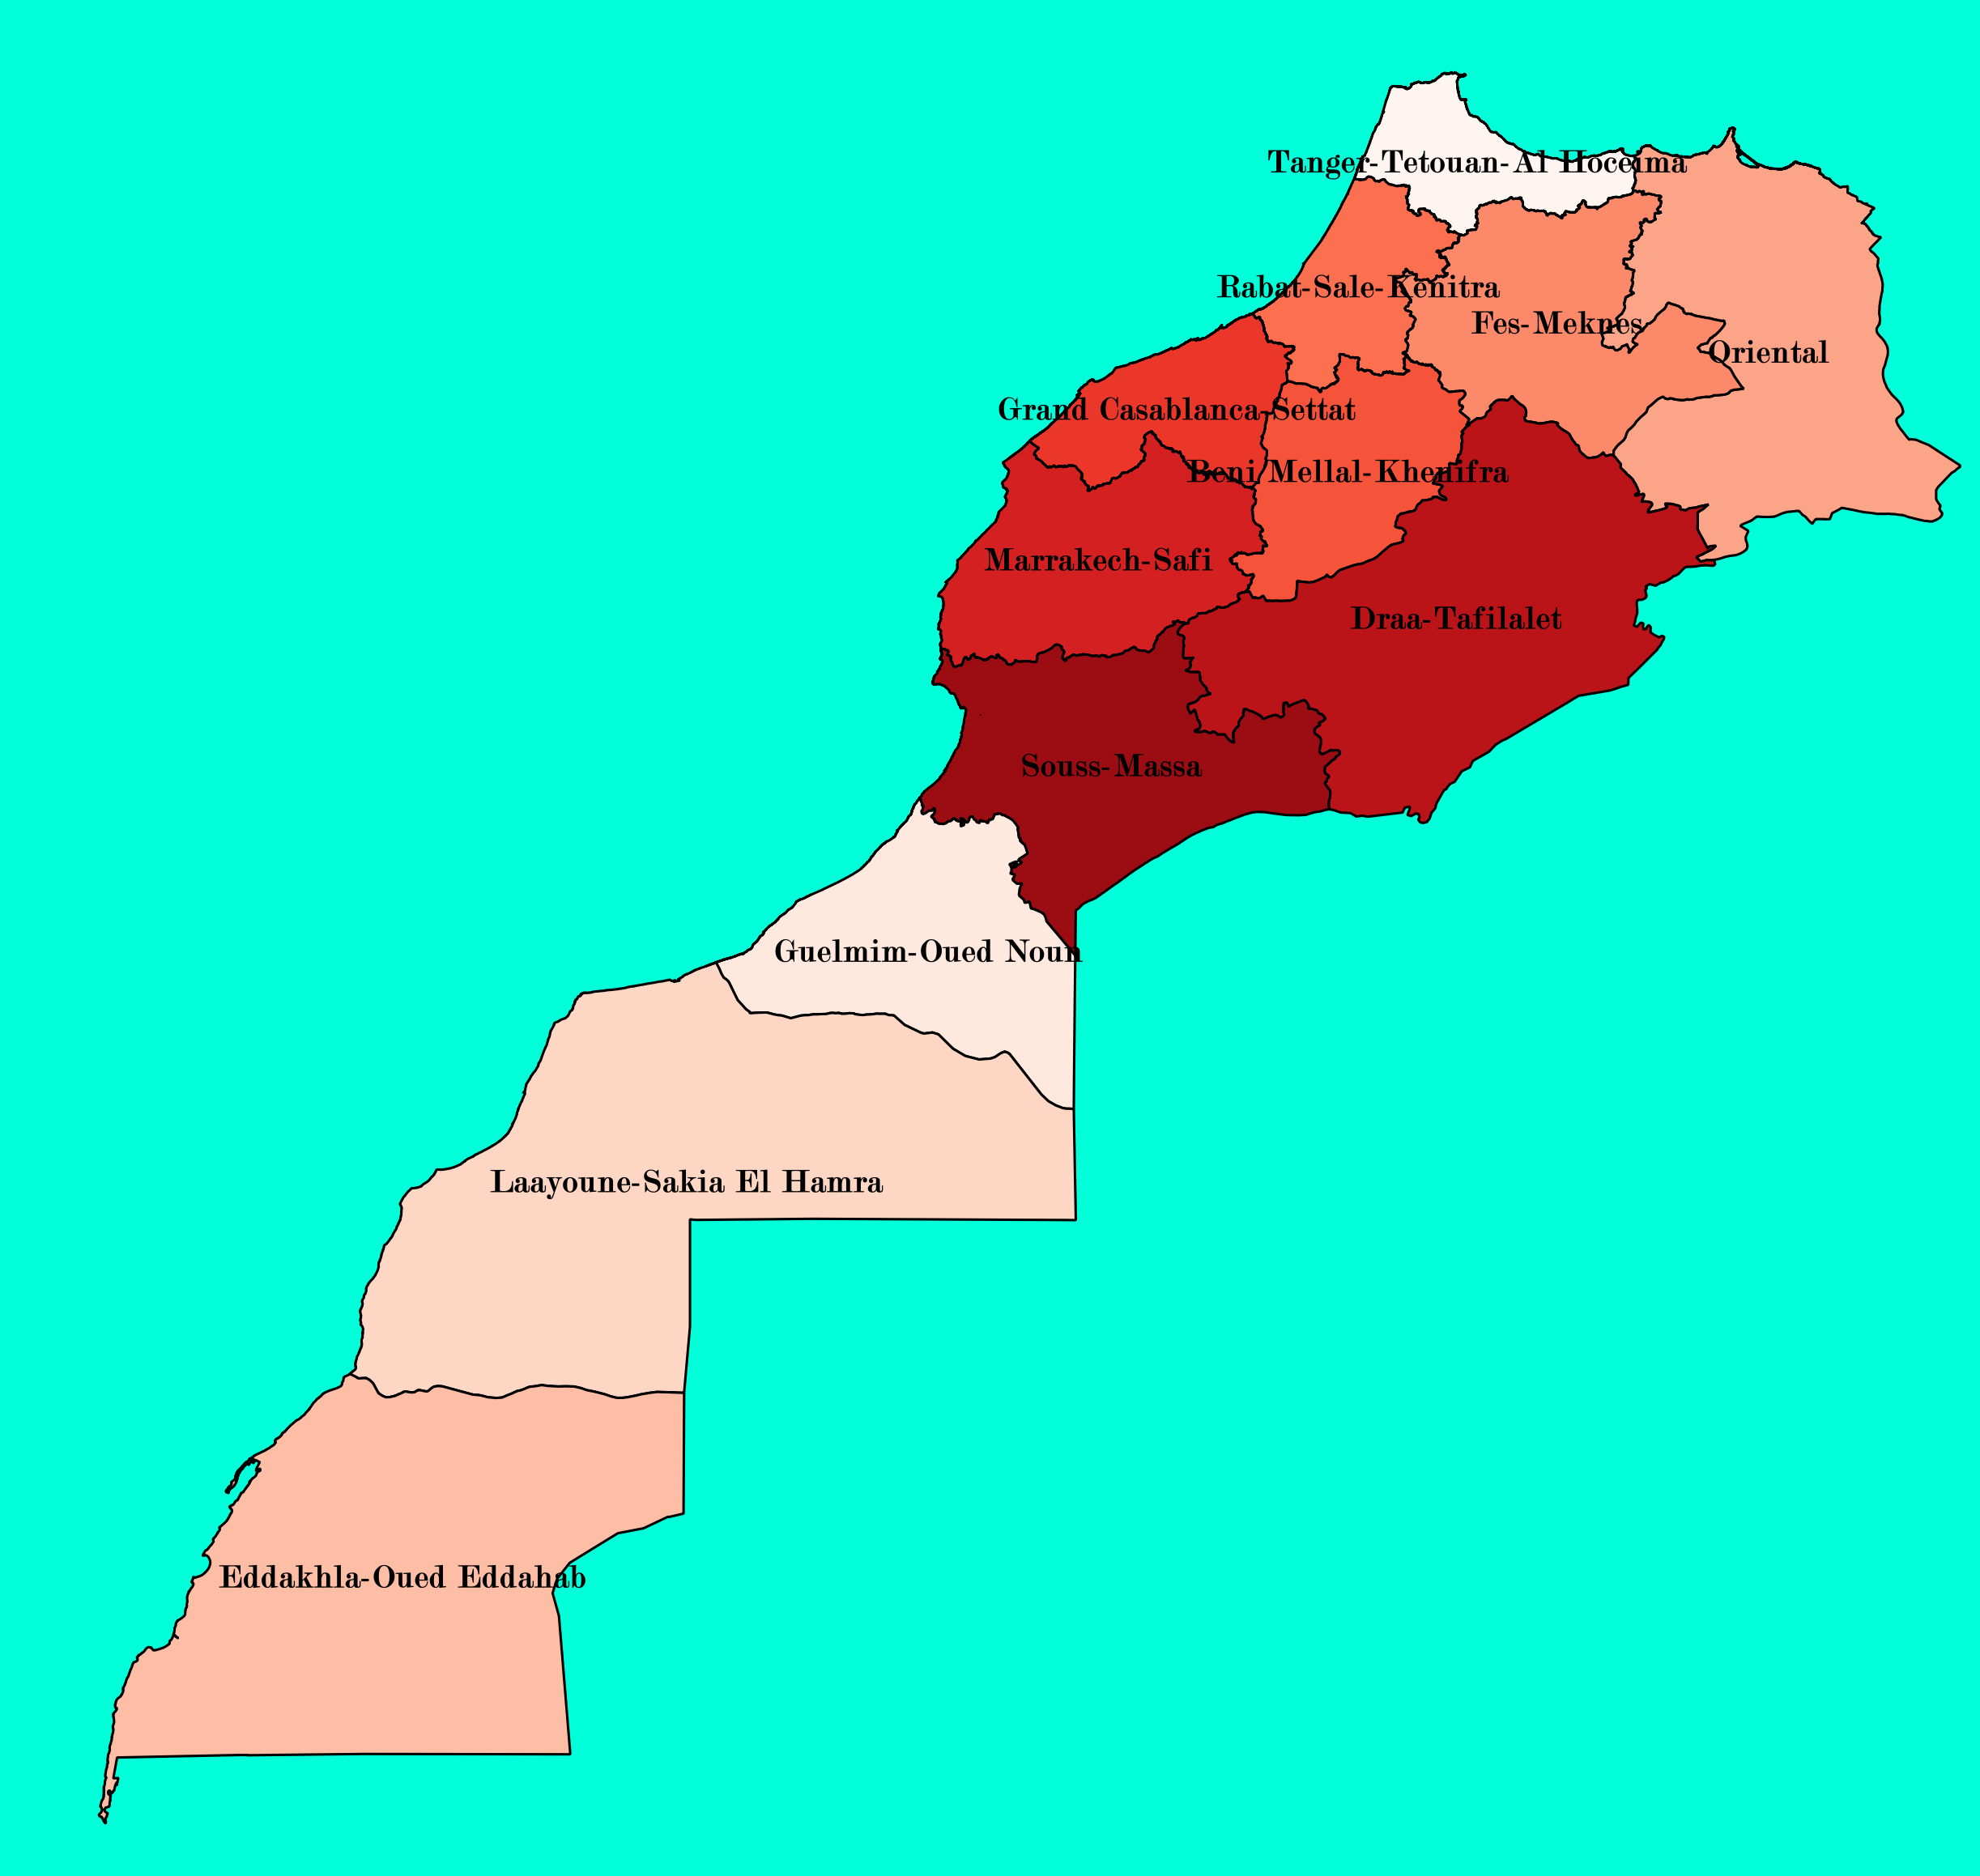 Tanger-Tetouan-Al Hoceima
Rabat-Sale-Kenitra
Fes-Meknes
Oriental
Grand Casablanca-Settat
Beni Mellal-Khenifra
Marrakech-Safi
Draa-Tafilalet
Souss-Massa
Guelmim-Oued Noun
Laayoune-Sakia El Hamra
Eddakhla-Oued Eddahab